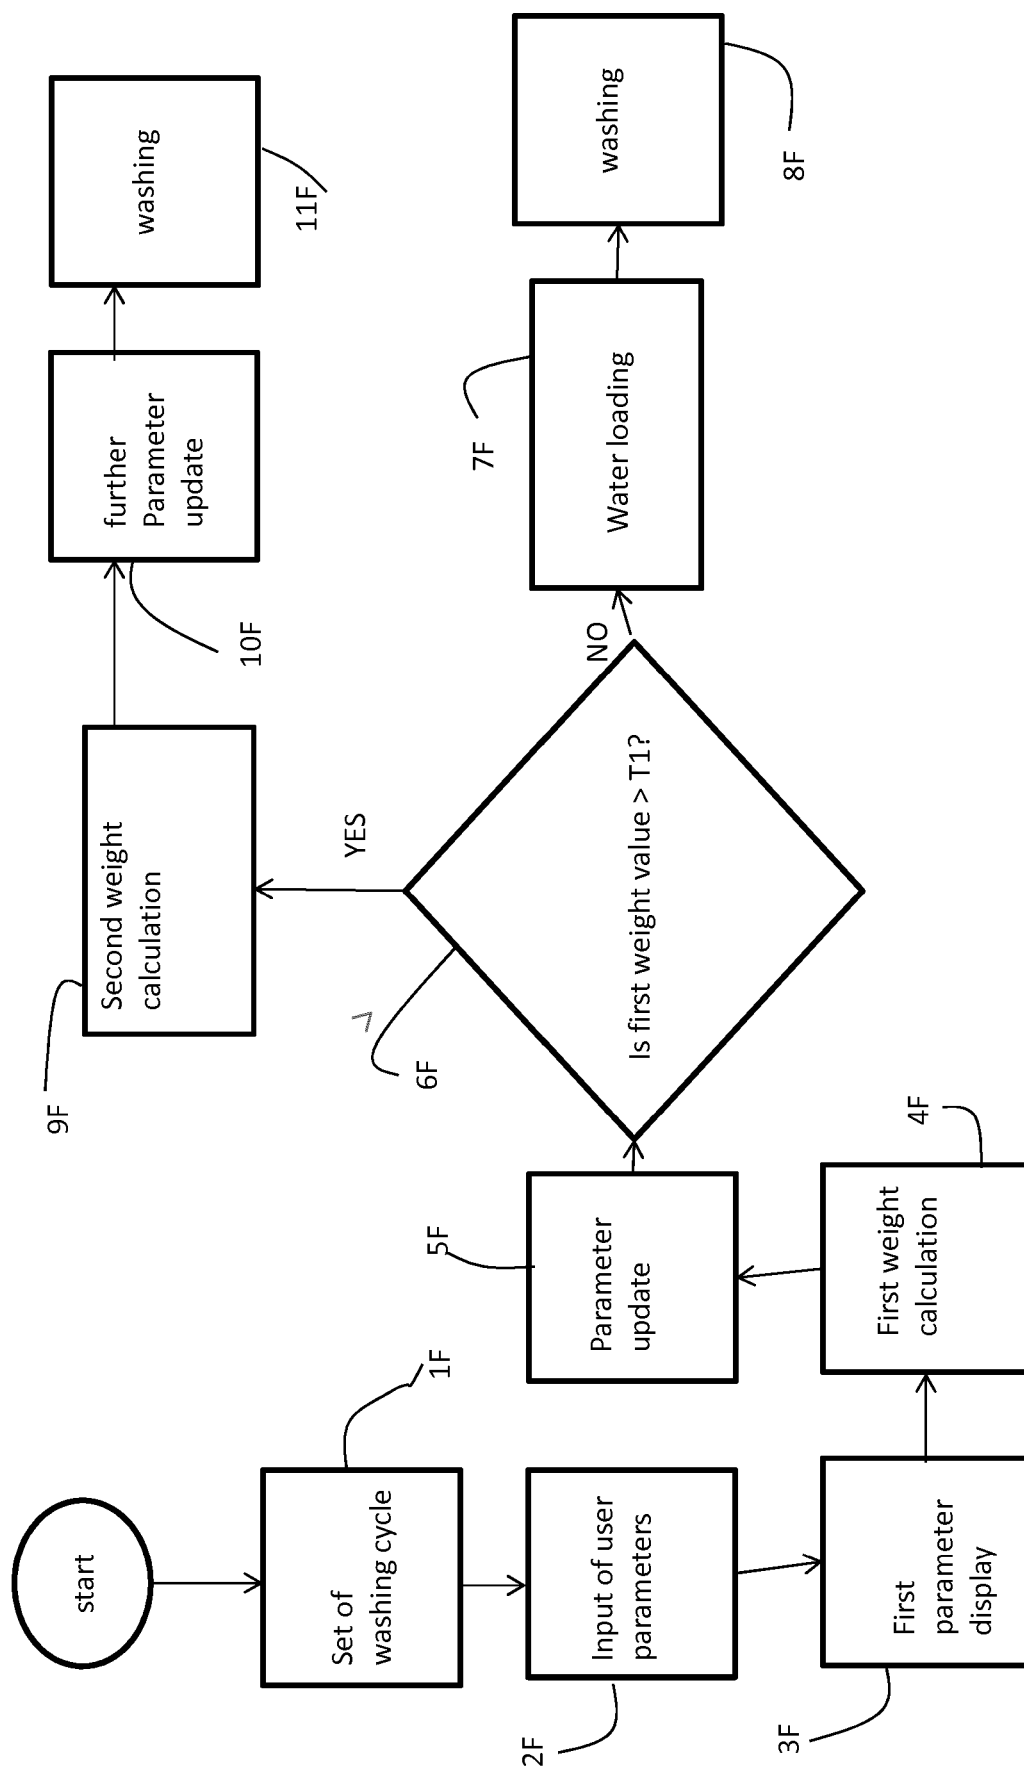 start
Set of
washing cycle
1F
Input of user
parameters
2F
First
parameter
display
3F
First weight
calculation
4F
Parameter
update
5F
Is first weight value > T1?
6F
NO
Water loading
7F
washing
8F
YES
Second weight
calculation
9F
further
Parameter
update
10F
washing
11F